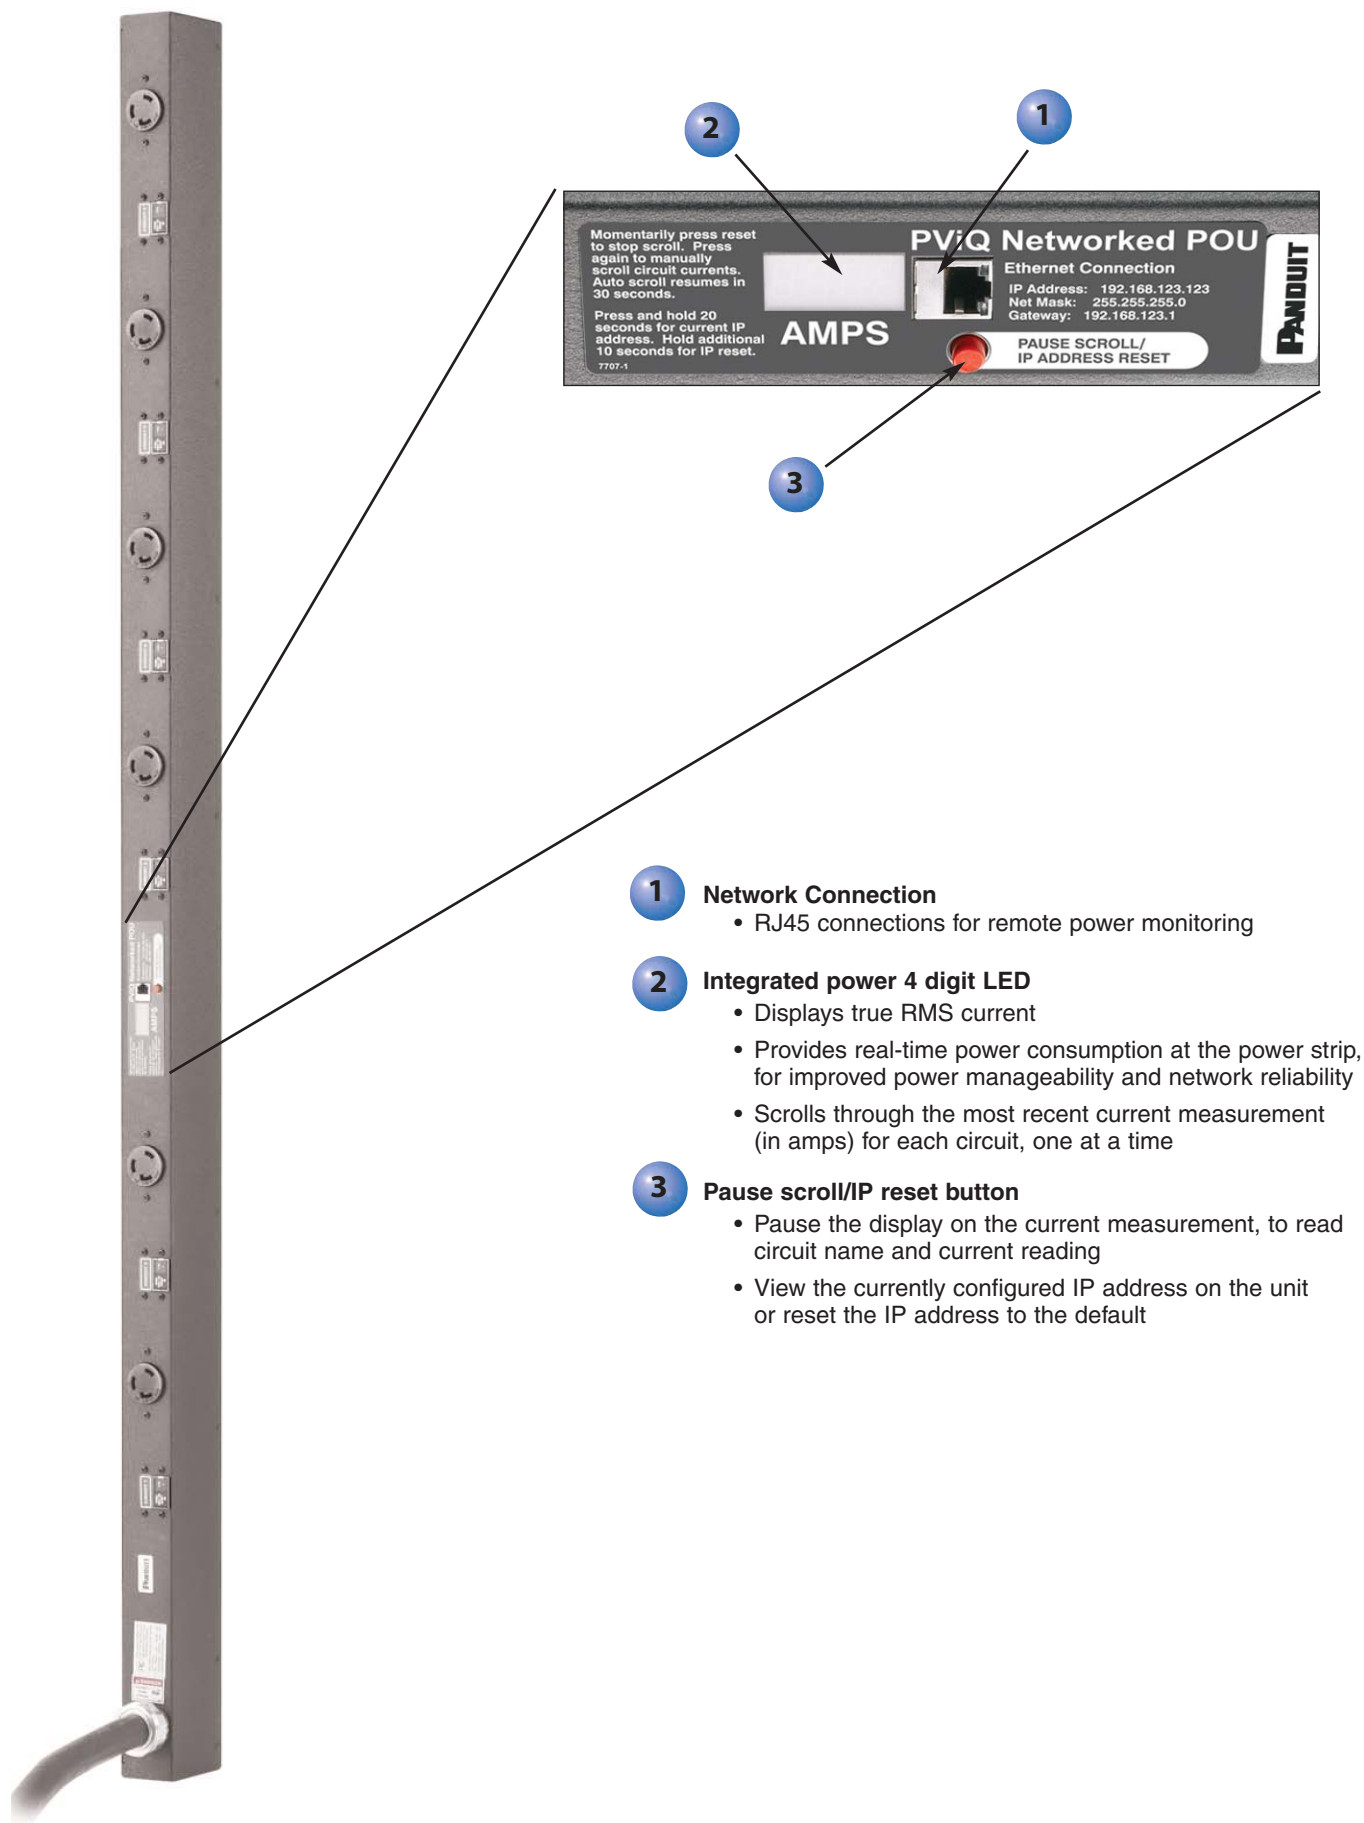 2
1
Momentarily press reset
to stop scroll. Press
again to manually
scroll circuit currents.
Auto scroll resumes in
30 seconds.
Press and hold 20
seconds for current IP
address. Hold additional
10 seconds for IP reset.
7707-1
AMPS
PViQ Networked POU
Ethernet Connection
IP Address: 192.168.123.123
Net Mask: 255.255.255.0
Gateway: 192.168.123.1
PAUSE SCROLL/
IP ADDRESS RESET
PANDUIT
3
1 Network Connection
• RJ45 connections for remote power monitoring
2 Integrated power 4 digit LED
• Displays true RMS current
• Provides real-time power consumption at the power strip,
for improved power manageability and network reliability
• Scrolls through the most recent current measurement
(in amps) for each circuit, one at a time
3 Pause scroll/IP reset button
• Pause the display on the current measurement, to read
circuit name and current reading
• View the currently configured IP address on the unit
or reset the IP address to the default
PViQ Networked POU
AMPS
PANDUIT